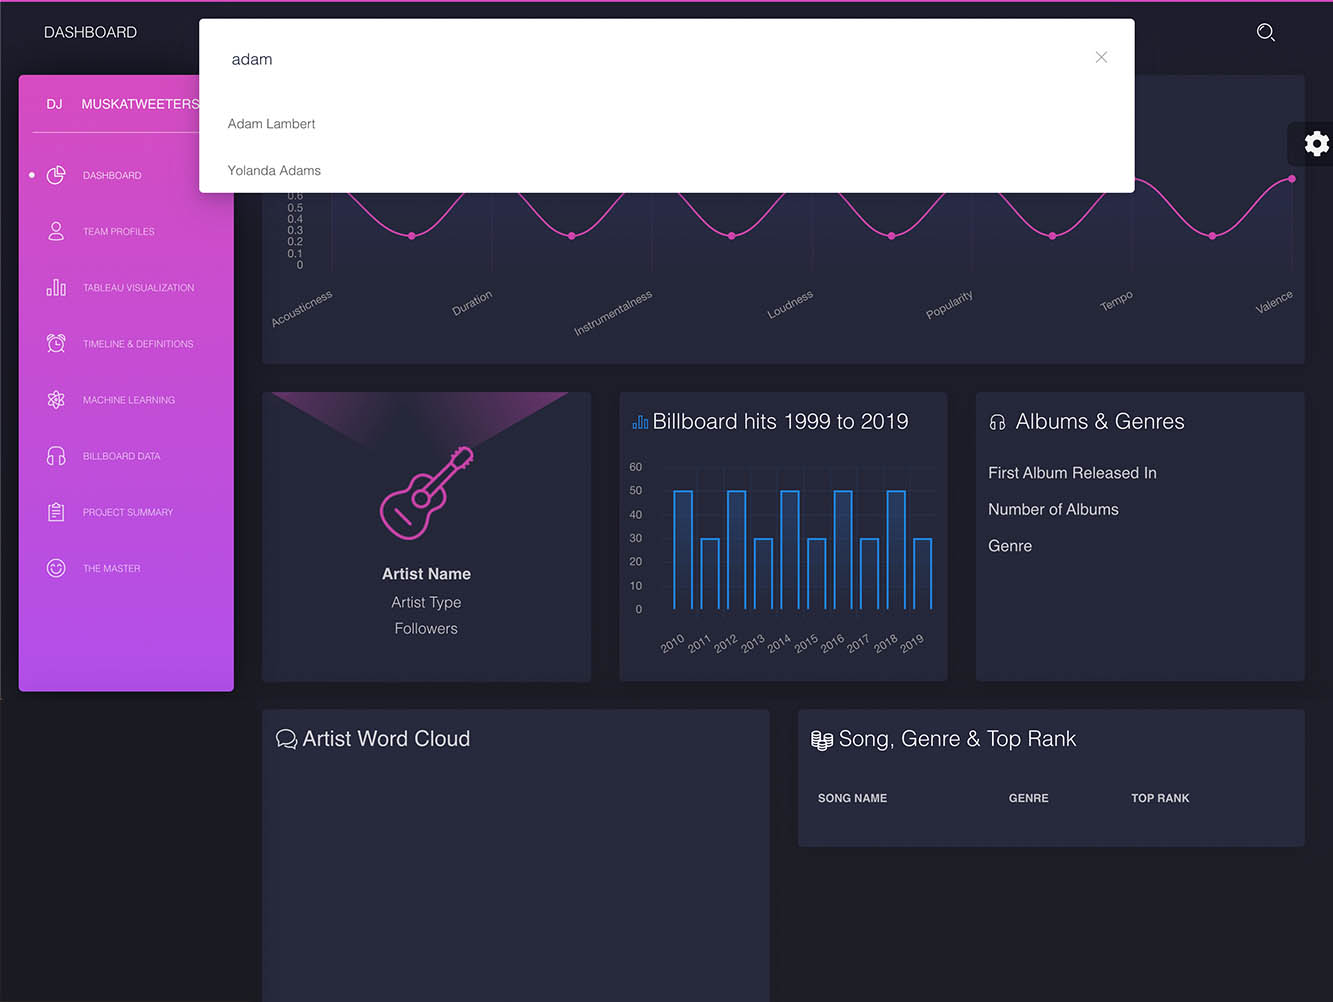 DASHBOARD
adam
Adam Lambert
Yolanda Adams
DJ MUSKATWEETERS
DASHBOARD
TEAM PROFILES
TABLEAU VISUALIZATION
TIMELINE & DEFINITIONS
MACHINE LEARNING
BILLBOARD DATA
PROJECT SUMMARY
THE MASTER
0.6
0.5
0.4
0.3
0.2
0.1
0
Acousticness
Duration
Instrumentalness
Loudness
Popularity
Tempo
Valence
Artist Name
Artist Type
Followers
Billboard hits 1999 to 2019
60
50
40
30
20
10
0
2010 2011 2012 2013 2014 2015 2016 2017 2018 2019
Albums & Genres
First Album Released In
Number of Albums
Genre
Artist Word Cloud
Song, Genre & Top Rank
SONG NAME GENRE TOP RANK